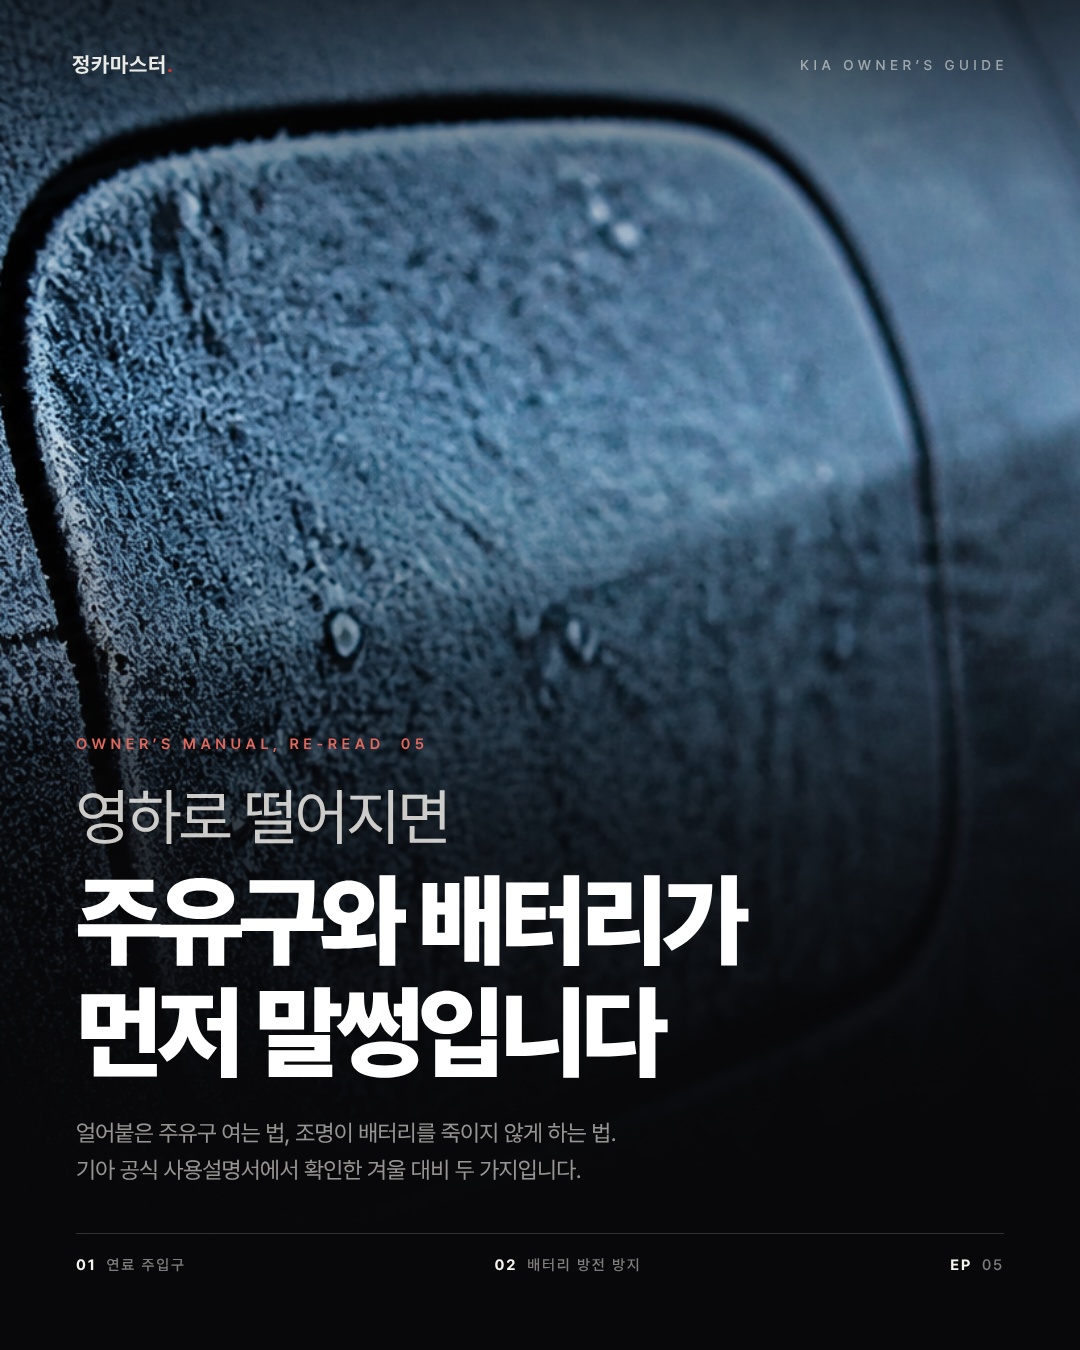 정카마스터.
KIA OWNER’S GUIDE
OWNER’S MANUAL, RE-READ 05
영하로 떨어지면
주유구와 배터리가
먼저 말썽입니다
얼어붙은 주유구 여는 법, 조명이 배터리를 죽이지 않게 하는 법.
기아 공식 사용설명서에서 확인한 겨울 대비 두 가지입니다.
01 연료 주입구
02 배터리 방전 방지
EP 05